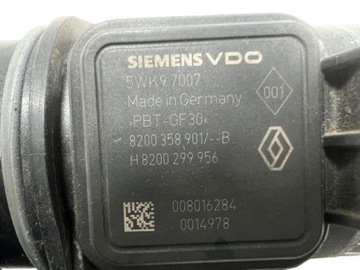 SIEMENS VDO
5WK9 7007
001
Made in Germany
>PBT-GF30<
8200 358 901/--B
H 8200 299 956
008016284
0014978